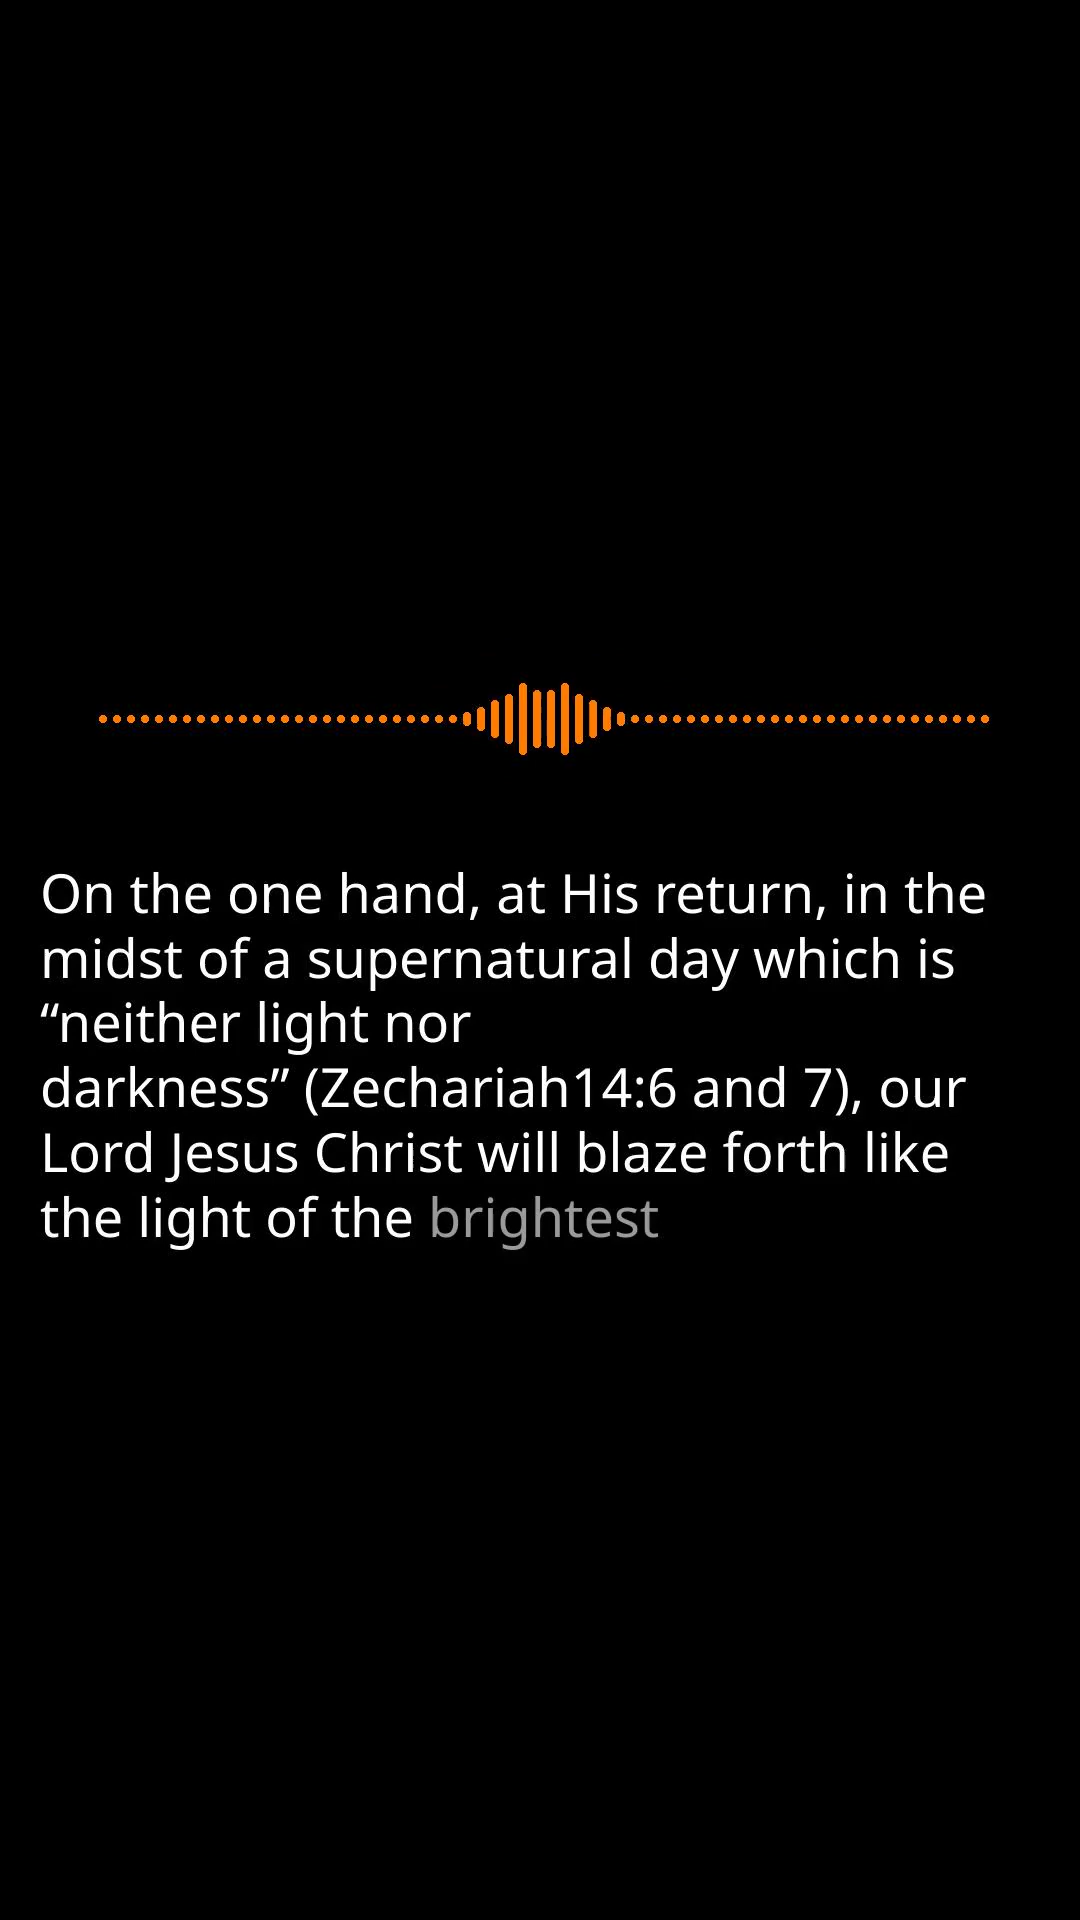 On the one hand, at His return, in the
midst of a supernatural day which is
“neither light nor
darkness” (Zechariah14:6 and 7), our
Lord Jesus Christ will blaze forth like
the light of the brightest